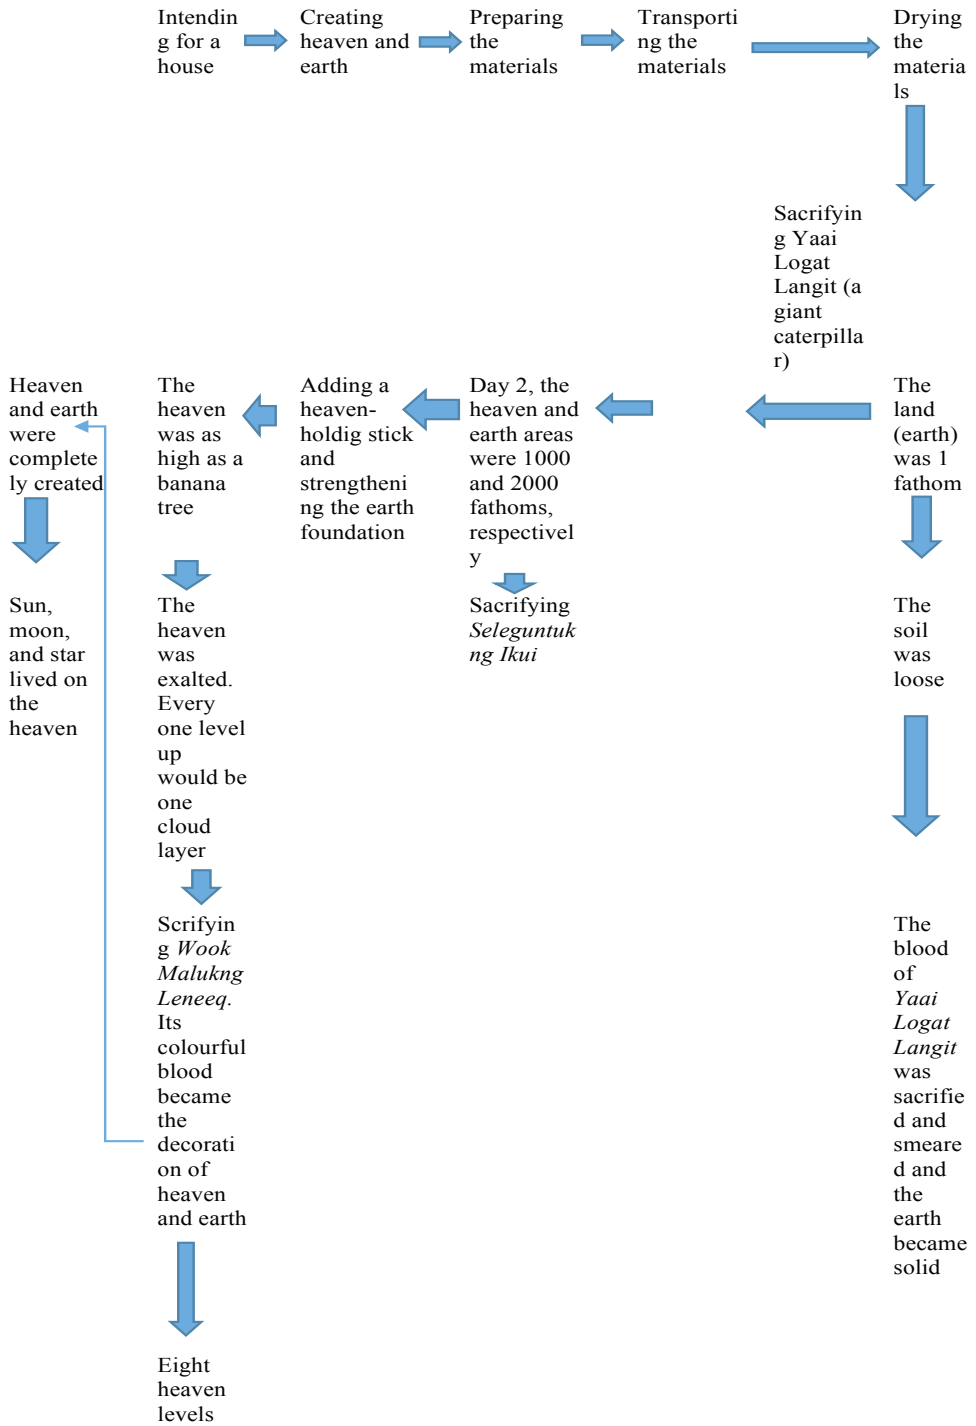 Intendin
g for a
house
Creating
heaven and
earth
Preparing
the
materials
Transporti
ng the
materials
Drying
the
materia
ls
Sacrifyin
g Yaai
Logat
Langit (a
giant
caterpilla
r)
The
land
(earth)
was 1
fathom
Day 2, the
heaven and
earth areas
were 1000
and 2000
fathoms,
respectivel
y
Adding a
heaven-
holdig stick
and
strengtheni
ng the earth
foundation
The
heaven
was as
high as a
banana
tree
Heaven
and earth
were
complete
ly created
Sun,
moon,
and star
lived on
the
heaven
The
heaven
was
exalted.
Every
one level
up
would be
one
cloud
layer
Sacrifying
Seleguntuk
ng Ikui
The
soil
was
loose
Scrifyin
g Wook
Malukng
Leneeq.
Its
colourful
blood
became
the
decorati
on of
heaven
and earth
The
blood
of
Yaai
Logat
Langit
was
sacrifie
d and
smeare
d and
the
earth
became
solid
Eight
heaven
levels